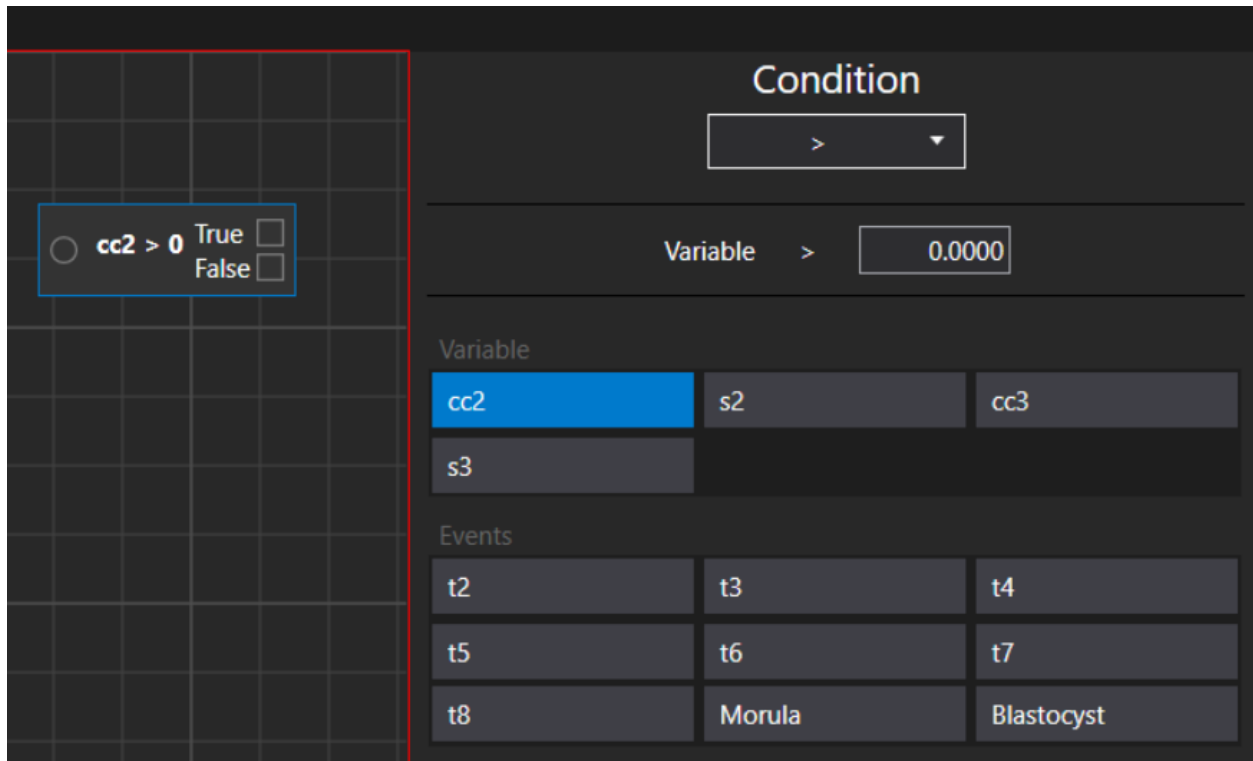 Condition
>
cc2 > 0 True
False
Variable > 0.0000
Variable
cc2 s2 cc3
s3
Events
t2 t3 t4
t5 t6 t7
t8 Morula Blastocyst